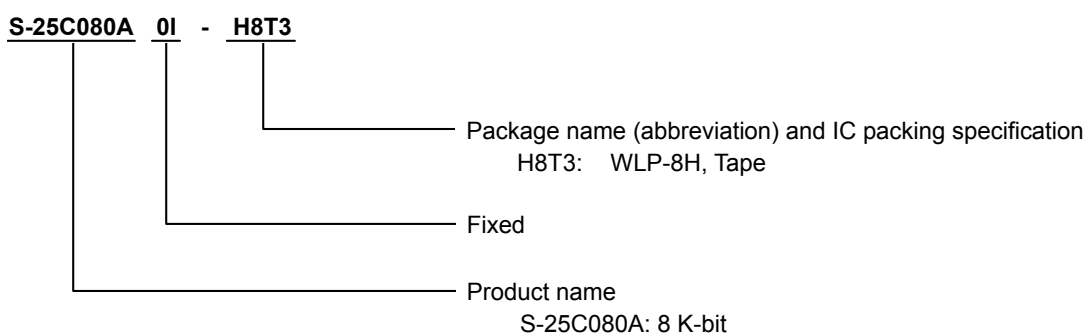 S-25C080A 0I - H8T3
Package name (abbreviation) and IC packing specification
H8T3: WLP-8H, Tape
Fixed
Product name
S-25C080A: 8 K-bit